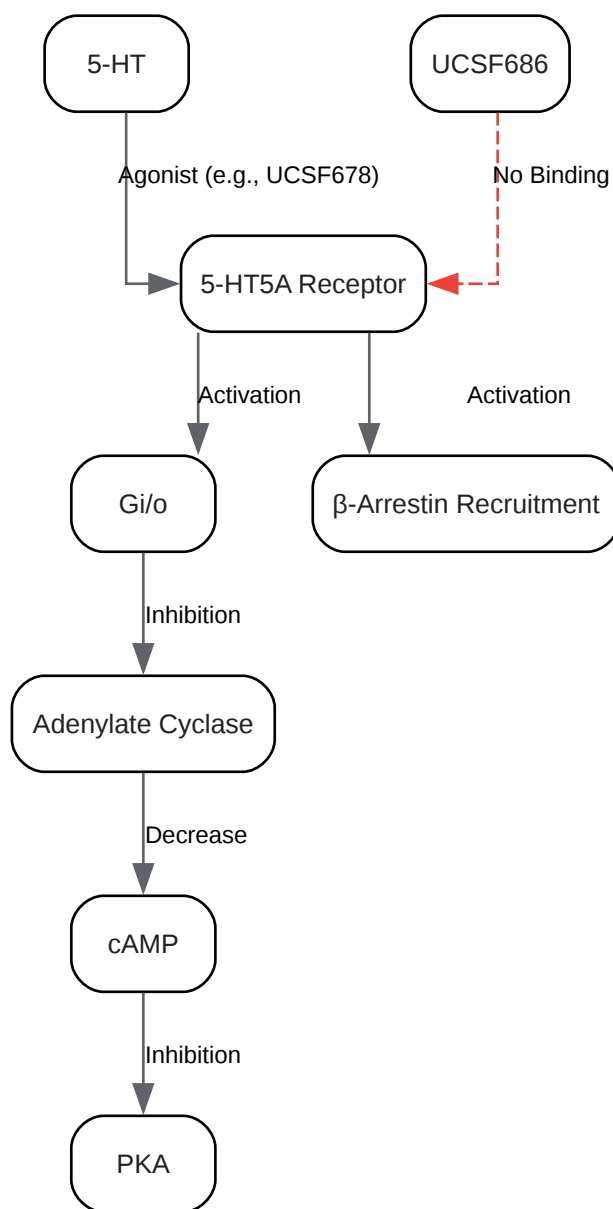 5-HT
UCSF686
Agonist (e.g., UCSF678)
No Binding
5-HT5A Receptor
Activation
Activation
Gi/o
β-Arrestin Recruitment
Inhibition
Adenylate Cyclase
Decrease
cAMP
Inhibition
PKA